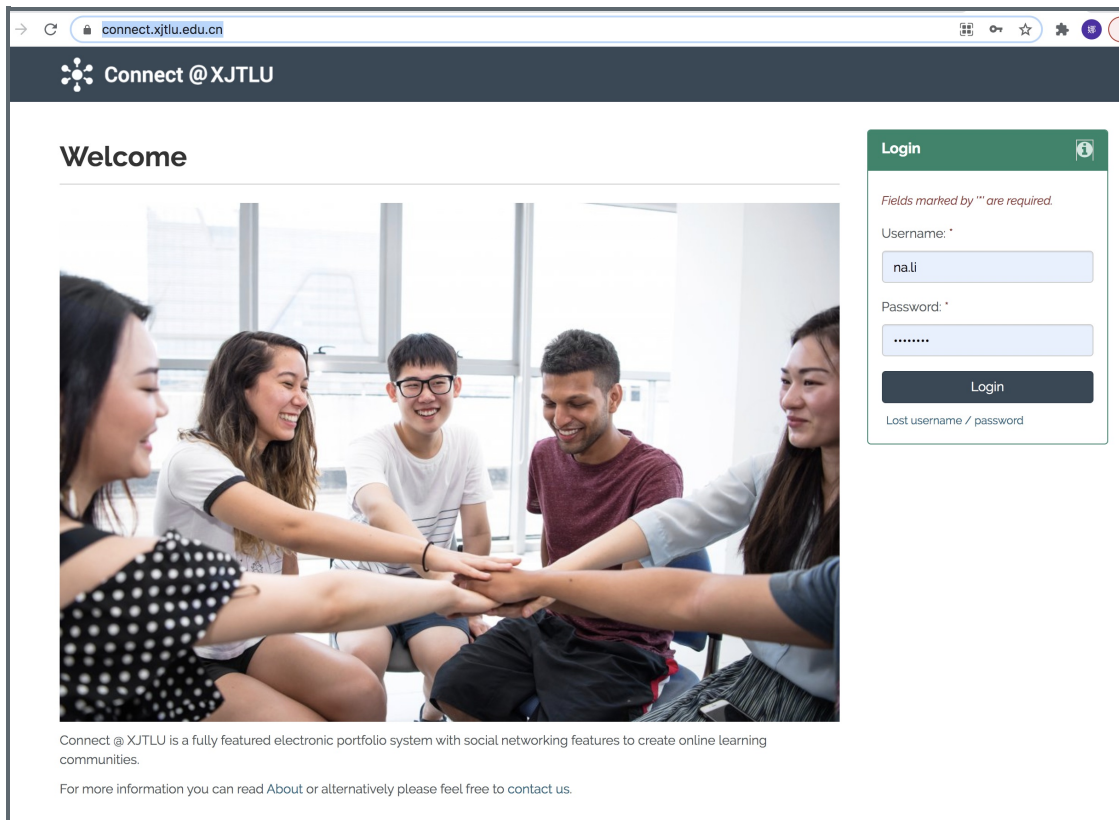 connect.xjtlu.edu.cn
娜
Connect @ XJTLU
Welcome
Login
Fields marked by '*' are required.
Username: *
na.li
Password: *
••••••••
Login
Lost username / password
Connect @ XJTLU is a fully featured electronic portfolio system with social networking features to create online learning
communities.
For more information you can read About or alternatively please feel free to contact us.